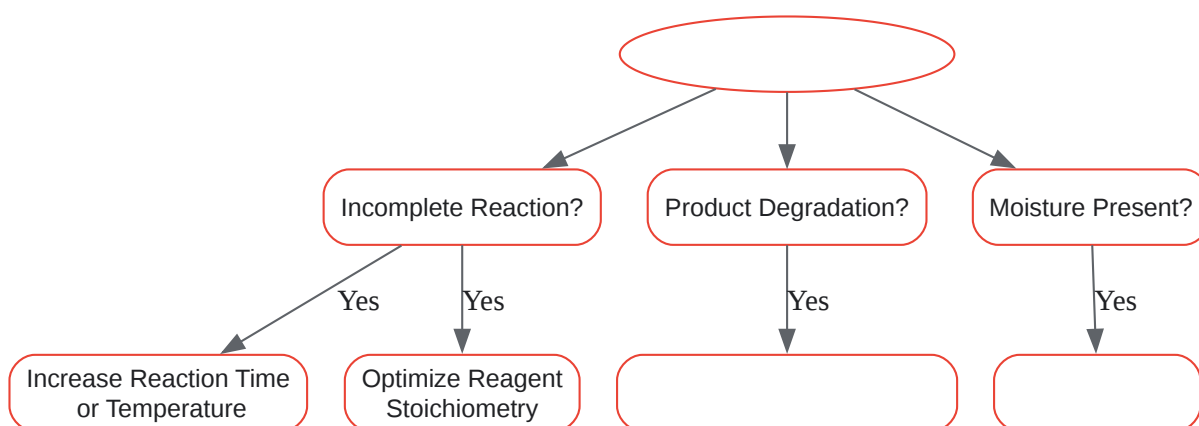 Incomplete Reaction?
Product Degradation?
Moisture Present?
Yes
Yes
Yes
Yes
Increase Reaction Time
or Temperature
Optimize Reagent
Stoichiometry